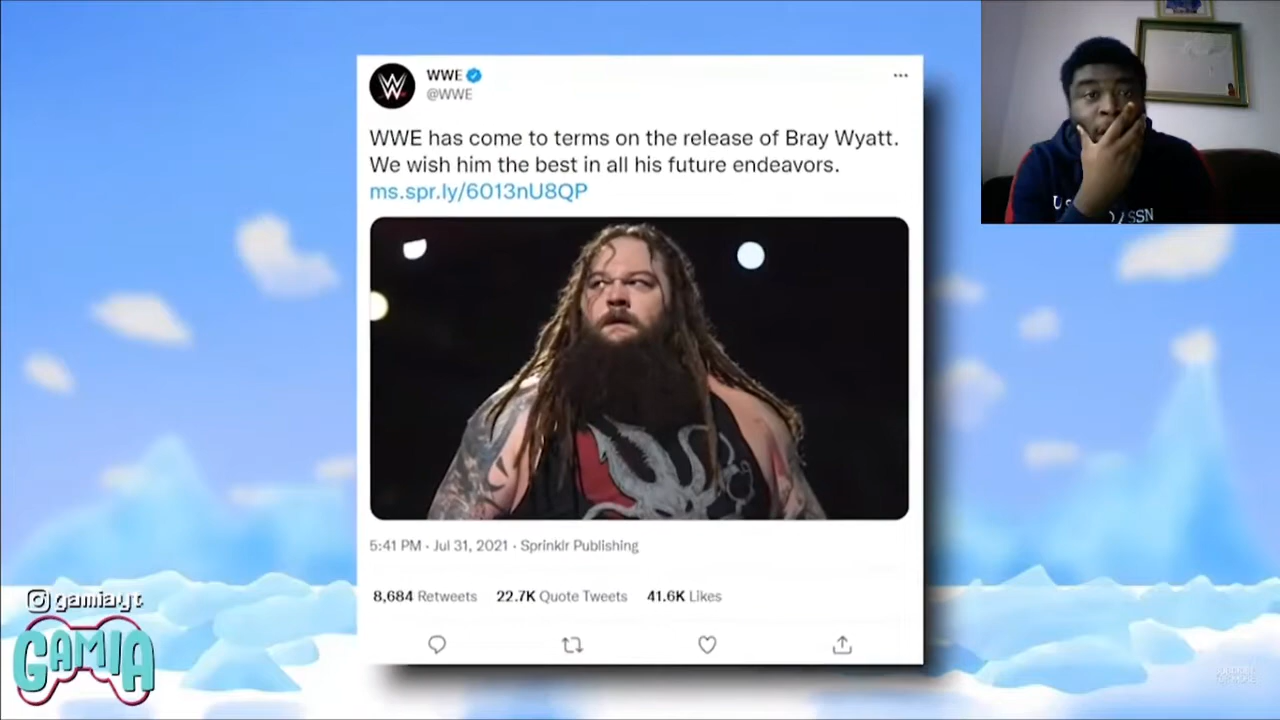 WWE
@WWE
WWE has come to terms on the release of Bray Wyatt.
We wish him the best in all his future endeavors.
ms.spr.ly/6013nU8QP
5:41 PM · Jul 31, 2021 · Sprinklr Publishing
8,684 Retweets 22.7K Quote Tweets 41.6K Likes
gamiayt
GAMIA
ASSN